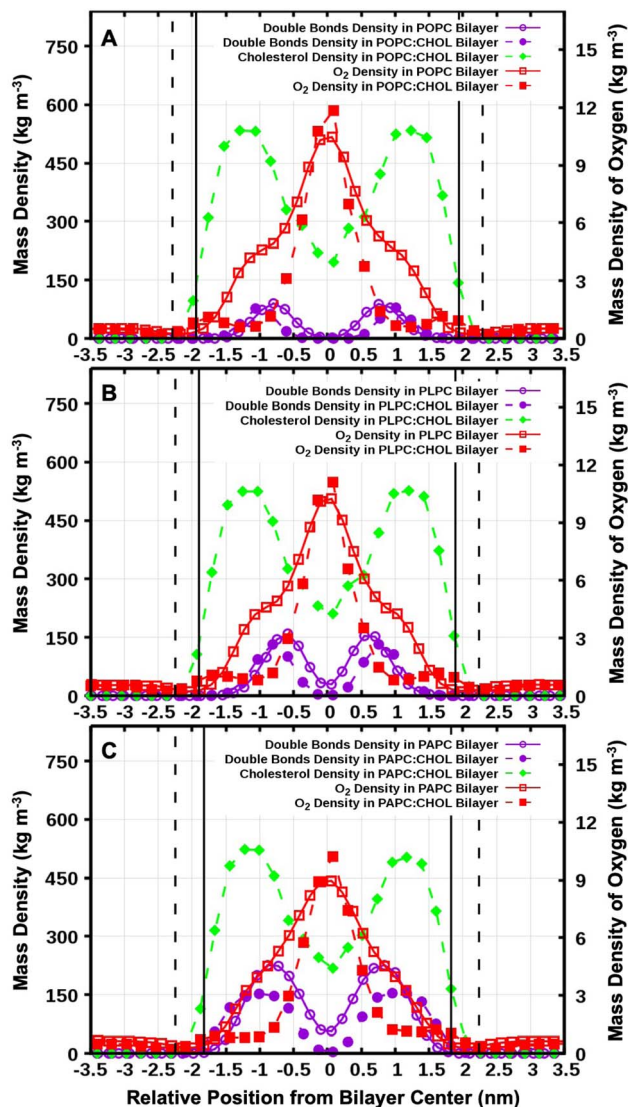 A
Double Bonds Density in POPC Bilayer
Double Bonds Density in POPC:CHOL Bilayer
Cholesterol Density in POPC:CHOL Bilayer
O₂ Density in POPC Bilayer
O₂ Density in POPC:CHOL Bilayer
Mass Density (kg m⁻³)
750
600
450
300
150
0
Mass Density of Oxygen (kg m⁻³)
15
12
9
6
3
0
-3.5 -3 -2.5 -2 -1.5 -1 -0.5 0 0.5 1 1.5 2 2.5 3 3.5
B
Double Bonds Density in PLPC Bilayer
Double Bonds Density in PLPC:CHOL Bilayer
Cholesterol Density in PLPC:CHOL Bilayer
O₂ Density in PLPC Bilayer
O₂ Density in PLPC:CHOL Bilayer
Mass Density (kg m⁻³)
750
600
450
300
150
0
Mass Density of Oxygen (kg m⁻³)
15
12
9
6
3
0
-3.5 -3 -2.5 -2 -1.5 -1 -0.5 0 0.5 1 1.5 2 2.5 3 3.5
C
Double Bonds Density in PAPC Bilayer
Double Bonds Density in PAPC:CHOL Bilayer
Cholesterol Density in PAPC:CHOL Bilayer
O₂ Density in PAPC Bilayer
O₂ Density in PAPC:CHOL Bilayer
Mass Density (kg m⁻³)
750
600
450
300
150
0
Mass Density of Oxygen (kg m⁻³)
15
12
9
6
3
0
-3.5 -3 -2.5 -2 -1.5 -1 -0.5 0 0.5 1 1.5 2 2.5 3 3.5
Relative Position from Bilayer Center (nm)